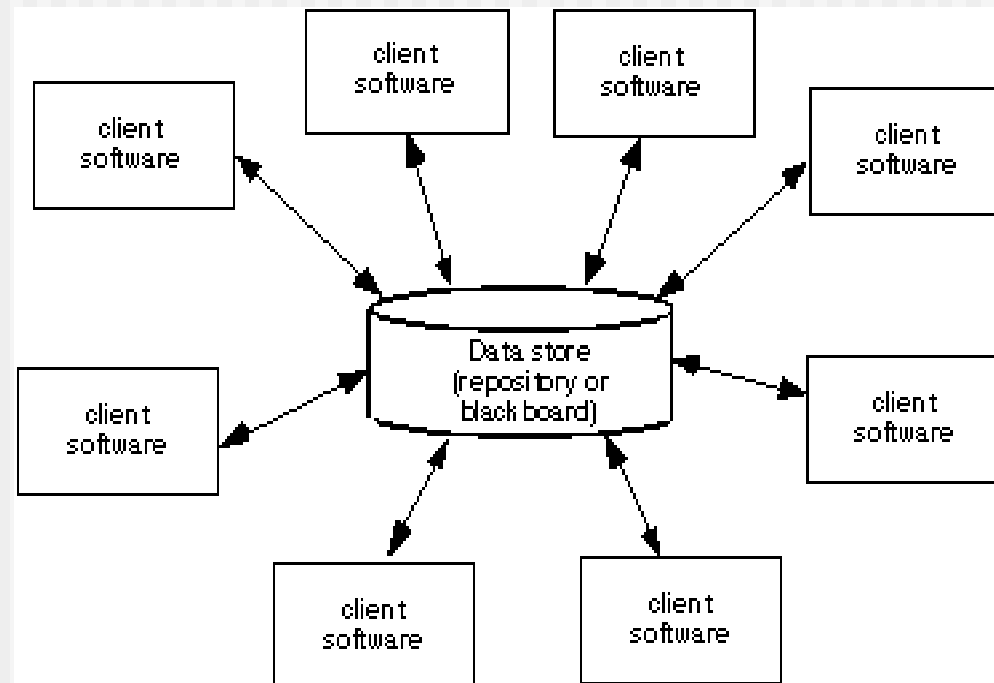 client
software
client
software
client
software
client
software
Data store
(repository or
black board)
client
software
client
software
client
software
client
software